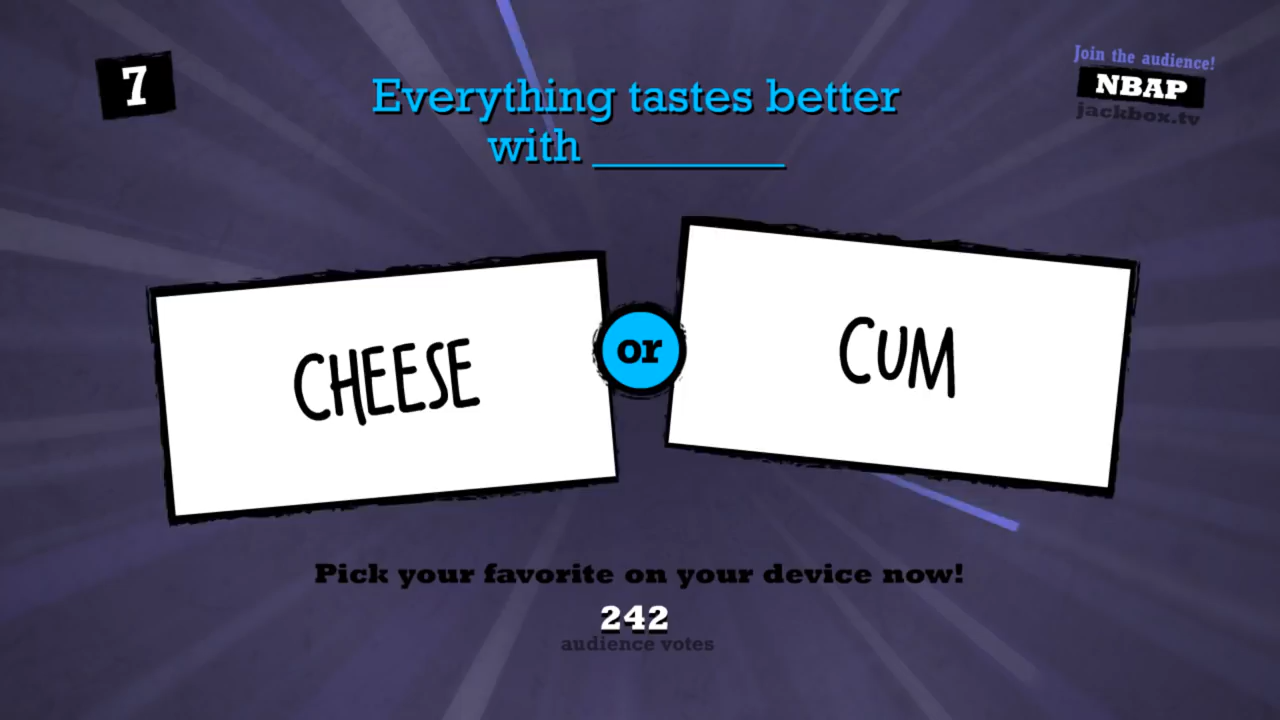 7
Everything tastes better
with _________
Join the audience!
NBAP
jackbox.tv
CHEESE
or
CUM
Pick your favorite on your device now!
242
audience votes